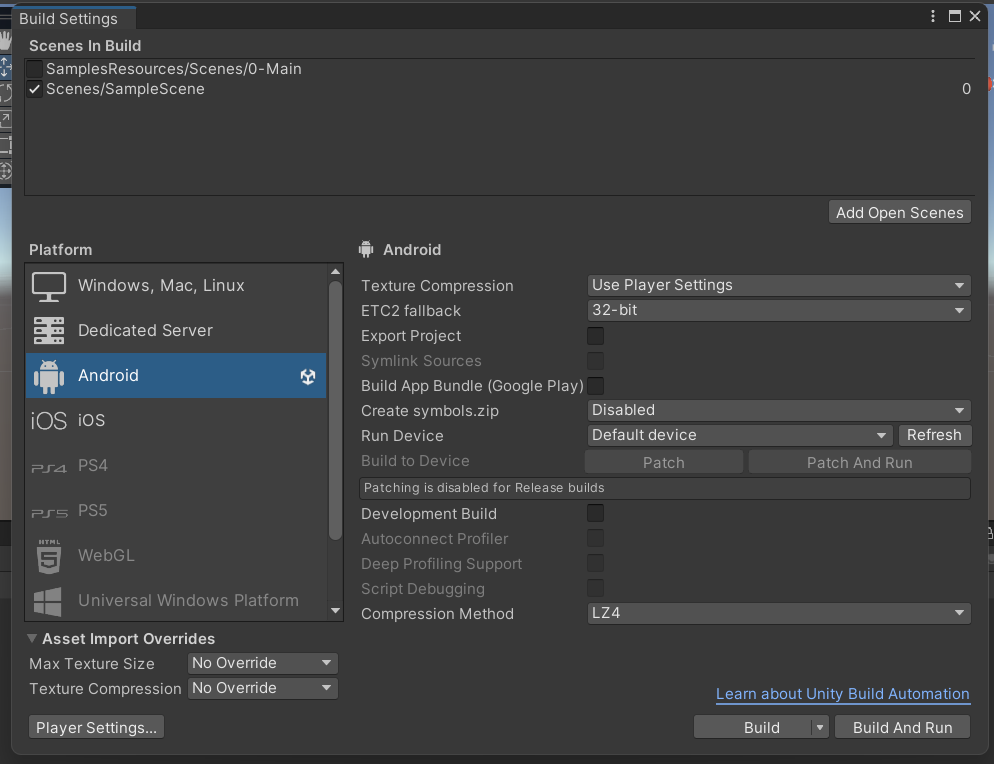 Build Settings
Scenes In Build
SamplesResources/Scenes/0-Main
Scenes/SampleScene 0
Add Open Scenes
Platform
Windows, Mac, Linux
Dedicated Server
Android
iOS iOS
PS4 PS4
PS5 PS5
HTML 5 WebGL
Universal Windows Platform
Android
Texture Compression Use Player Settings
ETC2 fallback 32-bit
Export Project
Symlink Sources
Build App Bundle (Google Play)
Create symbols.zip Disabled
Run Device Default device Refresh
Build to Device Patch Patch And Run
Patching is disabled for Release builds
Development Build
Autoconnect Profiler
Deep Profiling Support
Script Debugging
Compression Method LZ4
Asset Import Overrides
Max Texture Size No Override
Texture Compression No Override
Learn about Unity Build Automation
Player Settings... Build Build And Run